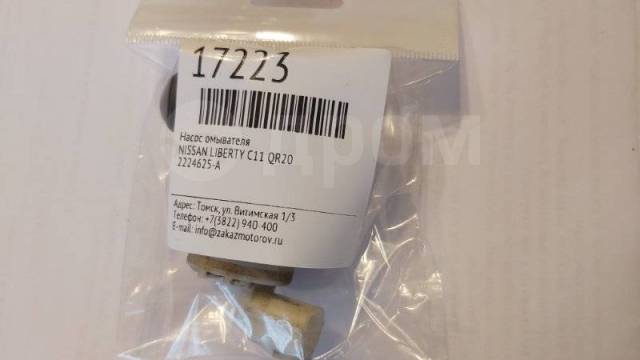 17223
Насос омывателя
NISSAN LIBERTY C11 QR20
2224625-A
Адрес: Томск, ул. Витимская 1/3
Телефон: +7(3822) 940-400
E-mail: info@zakazmotorov.ru
Дром